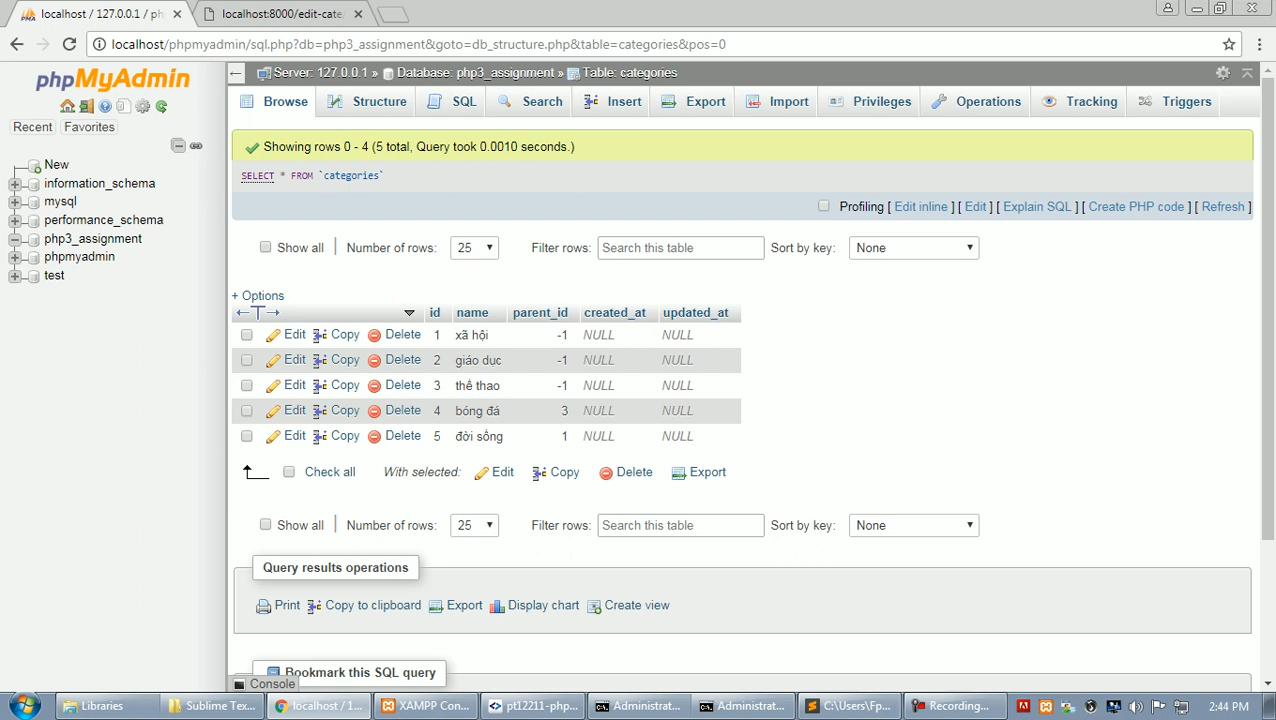 localhost / 127.0.0.1 / ph
localhost:8000/edit-cate
localhost/phpmyadmin/sql.php?db=php3_assignment&goto=db_structure.php&table=categories&pos=0
phpMyAdmin
Recent Favorites
New
information_schema
mysql
performance_schema
php3_assignment
phpmyadmin
test
Server: 127.0.0.1 » Database: php3_assignment » Table: categories
Browse Structure SQL Search Insert Export Import Privileges Operations Tracking Triggers
Showing rows 0 - 4 (5 total, Query took 0.0010 seconds.)
SELECT * FROM `categories`
Profiling [ Edit inline ] [ Edit ] [ Explain SQL ] [ Create PHP code ] [ Refresh ]
Show all Number of rows: 25 Filter rows: Search this table Sort by key: None
+ Options
id name parent_id created_at updated_at
Edit Copy Delete 1 xã hội -1 NULL NULL
Edit Copy Delete 2 giáo dục -1 NULL NULL
Edit Copy Delete 3 thể thao -1 NULL NULL
Edit Copy Delete 4 bóng đá 3 NULL NULL
Edit Copy Delete 5 đời sống 1 NULL NULL
Check all With selected: Edit Copy Delete Export
Show all Number of rows: 25 Filter rows: Search this table Sort by key: None
Query results operations
Print Copy to clipboard Export Display chart Create view
Bookmark this SQL query
Console
Libraries Sublime Tex... localhost / 1... XAMPP Con... pt12211-php... Administrat... Administrat... C:\Users\Fp... Recording... 2:44 PM